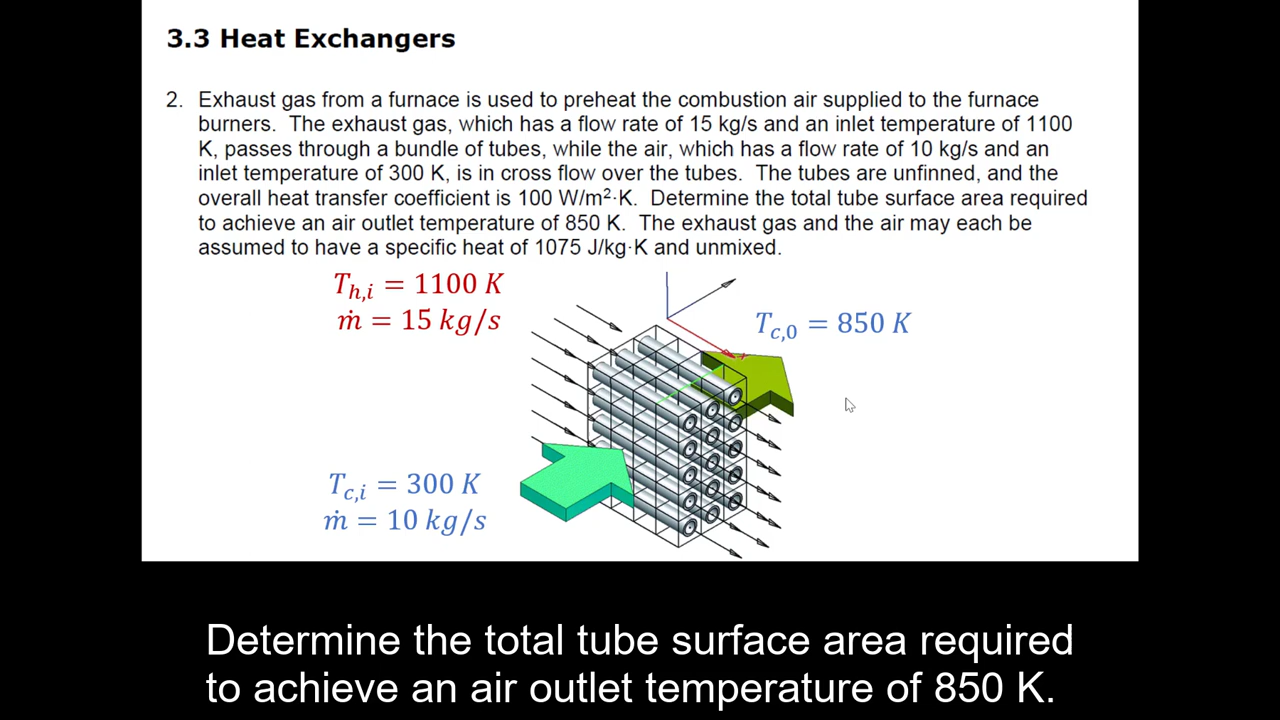 3.3 Heat Exchangers
2. Exhaust gas from a furnace is used to preheat the combustion air supplied to the furnace
burners. The exhaust gas, which has a flow rate of 15 kg/s and an inlet temperature of 1100
K, passes through a bundle of tubes, while the air, which has a flow rate of 10 kg/s and an
inlet temperature of 300 K, is in cross flow over the tubes. The tubes are unfinned, and the
overall heat transfer coefficient is 100 W/m²·K. Determine the total tube surface area required
to achieve an air outlet temperature of 850 K. The exhaust gas and the air may each be
assumed to have a specific heat of 1075 J/kg·K and unmixed.
T_{h,i} = 1100 K
ṁ = 15 kg/s
T_{c,0} = 850 K
T_{c,i} = 300 K
ṁ = 10 kg/s
Determine the total tube surface area required
to achieve an air outlet temperature of 850 K.